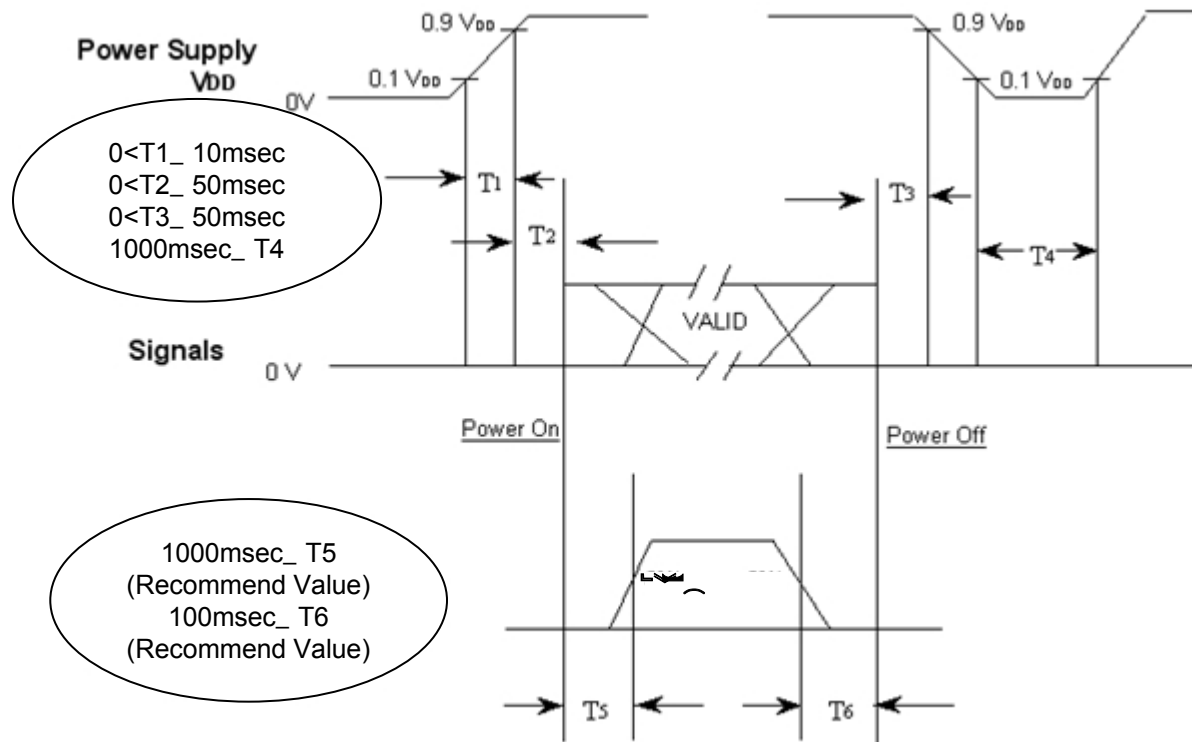 0.9 VDD
0.9 VDD
Power Supply
VDD
0.1 VDD
0.1 VDD
0V
0<T1_ 10msec
0<T2_ 50msec
0<T3_ 50msec
1000msec_ T4
T1
T3
T2
T4
VALID
Signals
0 V
Power On
Power Off
1000msec_ T5
(Recommend Value)
100msec_ T6
(Recommend Value)
T5
T6